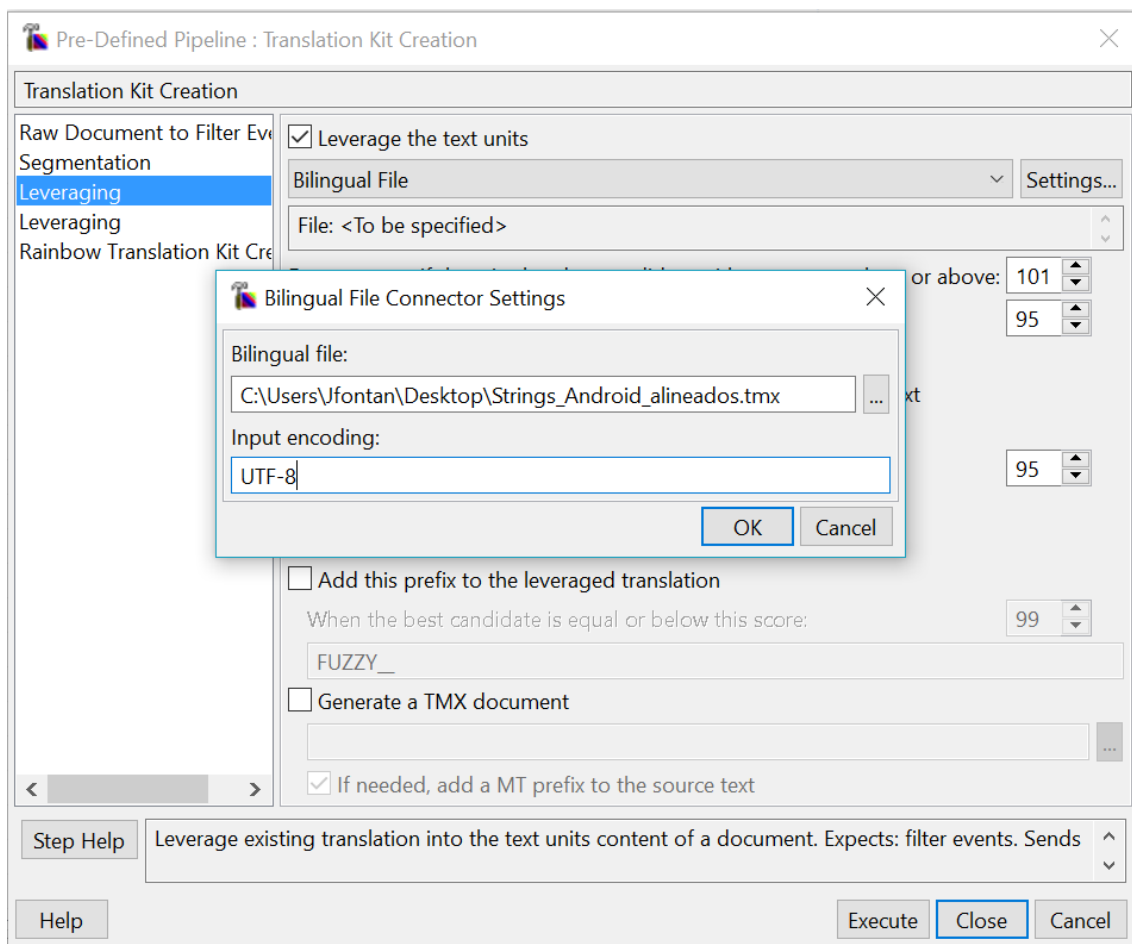 Pre-Defined Pipeline : Translation Kit Creation
Translation Kit Creation
Raw Document to Filter Eve
Segmentation
Leveraging
Leveraging
Rainbow Translation Kit Cre
Leverage the text units
Bilingual File
Settings...
File: <To be specified>
or above:
101
95
Bilingual File Connector Settings
Bilingual file:
C:\Users\Jfontan\Desktop\Strings_Android_alineados.tmx
...
xt
Input encoding:
UTF-8
95
OK
Cancel
Add this prefix to the leveraged translation
When the best candidate is equal or below this score:
99
FUZZY__
Generate a TMX document
...
If needed, add a MT prefix to the source text
Step Help
Leverage existing translation into the text units content of a document. Expects: filter events. Sends
Help
Execute
Close
Cancel